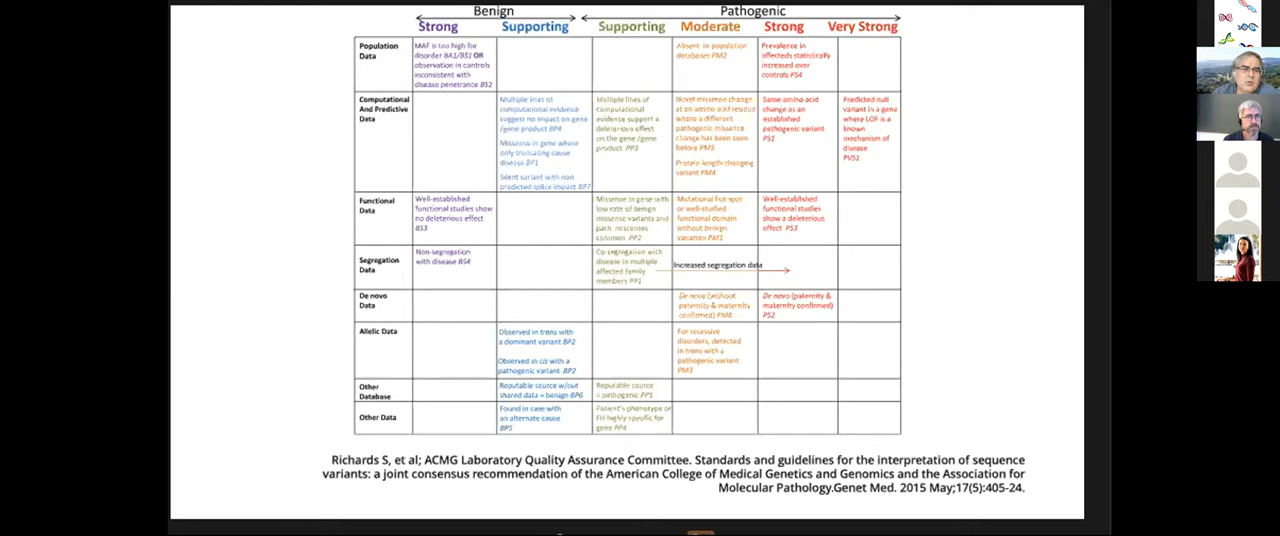 Benign Pathogenic
Strong Supporting Supporting Moderate Strong Very Strong
Population
Data
MAF is too high for
disorder BA1/BS1 OR
observation in controls
inconsistent with
disease penetrance BS2
Absent in population
databases PM2
Prevalence in
affecteds statistically
increased over
controls PS4
Computational
And Predictive
Data
Multiple lines of
computational evidence
suggest no impact on gene
/gene product BP4
Missense in gene where
only truncating cause
disease BP1
Silent variant with non
predicted splice impact BP7
Multiple lines of
computational
evidence support a
deleterious effect
on the gene /gene
product PP3
Novel missense change
at an amino acid residue
where a different
pathogenic missense
change has been seen
before PM5
Protein length changing
variant PM4
Same amino acid
change as an
established
pathogenic variant
PS1
Predicted null
variant in a gene
where LOF is a
known
mechanism of
disease
PVS1
Functional
Data
Well-established
functional studies show
no deleterious effect
BS3
Missense in gene with
low rate of benign
missense variants and
path. missenses
common PP2
Mutational hot spot
or well-studied
functional domain
without benign
variation PM1
Well-established
functional studies
show a deleterious
effect PS3
Segregation
Data
Non-segregation
with disease BS4
Co-segregation with
disease in multiple
affected family
members PP1
Increased segregation data
De novo
Data
De novo (without
paternity & maternity
confirmed) PM6
De novo (paternity &
maternity confirmed)
PS2
Allelic Data
Observed in trans with
a dominant variant BP2
Observed in cis with a
pathogenic variant BP2
For recessive
disorders, detected
in trans with a
pathogenic variant
PM3
Other
Database
Reputable source w/out
shared data = benign BP6
Reputable source
= pathogenic PP5
Other Data
Found in case with
an alternate cause
BP5
Patient's phenotype or
FH highly specific for
gene PP4
Richards S, et al; ACMG Laboratory Quality Assurance Committee. Standards and guidelines for the interpretation of sequence
variants: a joint consensus recommendation of the American College of Medical Genetics and Genomics and the Association for
Molecular Pathology.Genet Med. 2015 May;17(5):405-24.